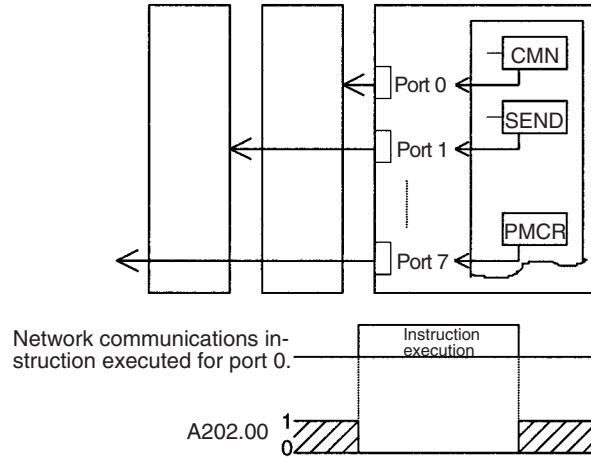 CMN
Port 0
SEND
Port 1
PMCR
Port 7
Network communications in-
struction executed for port 0.
Instruction
execution
A202.00
1
0